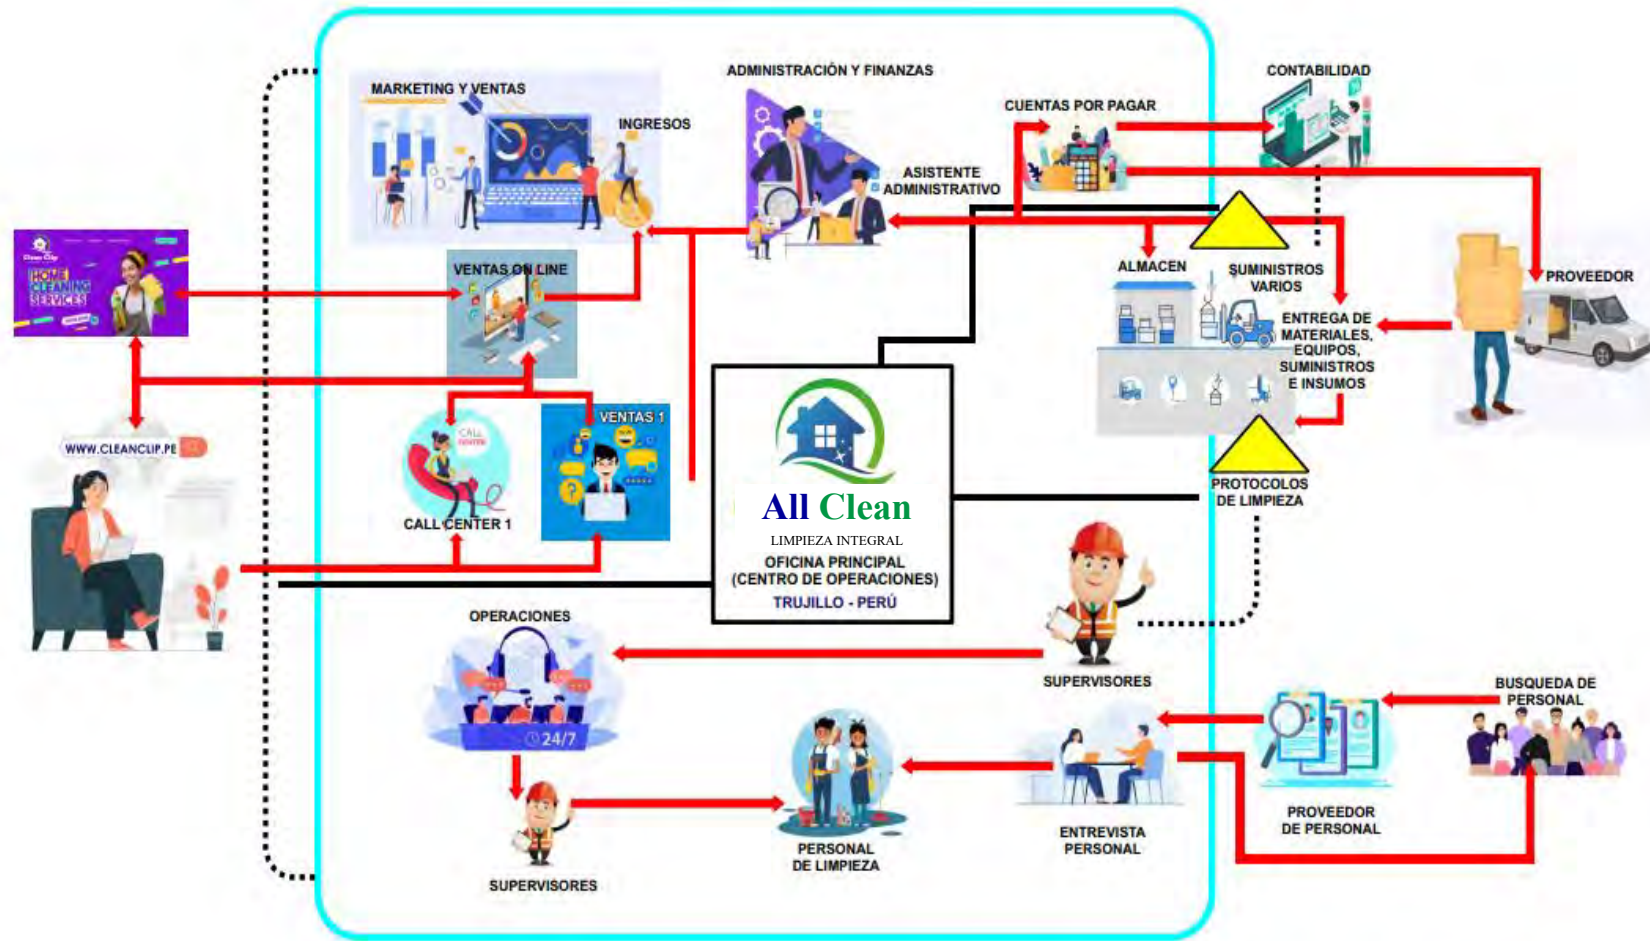 MARKETING Y VENTAS
INGRESOS
ADMINISTRACIÓN Y FINANZAS
ASISTENTE
ADMINISTRATIVO
CUENTAS POR PAGAR
CONTABILIDAD
Clean Clip
HOME
CLEANING
SERVICES
VENTAS ON LINE
ALMACEN
SUMINISTROS
VARIOS
ENTREGA DE
MATERIALES,
EQUIPOS,
SUMINISTROS
E INSUMOS
PROVEEDOR
WWW.CLEANCLIP.PE
CALL
CENTER
CALL CENTER 1
VENTAS 1
?
All Clean
LIMPIEZA INTEGRAL
OFICINA PRINCIPAL
(CENTRO DE OPERACIONES)
TRUJILLO - PERÚ
PROTOCOLOS
DE LIMPIEZA
OPERACIONES
24/7
SUPERVISORES
SUPERVISORES
PERSONAL
DE LIMPIEZA
ENTREVISTA
PERSONAL
PROVEEDOR
DE PERSONAL
BUSQUEDA DE
PERSONAL